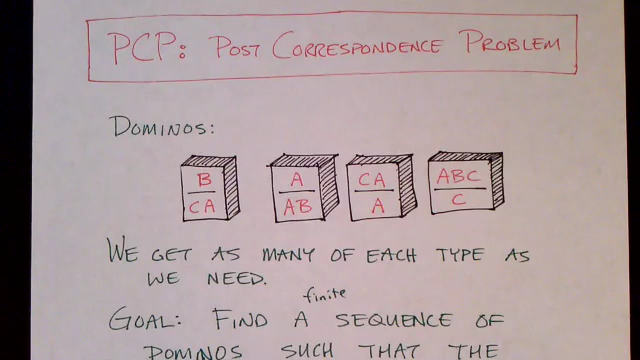 PCP: POST CORRESPONDENCE PROBLEM
DOMINOS:
B A CA ABC
CA AB A C
WE GET AS MANY OF EACH TYPE AS
WE NEED.
finite
GOAL: FIND A SEQUENCE OF
DOMINOS SUCH THAT THE